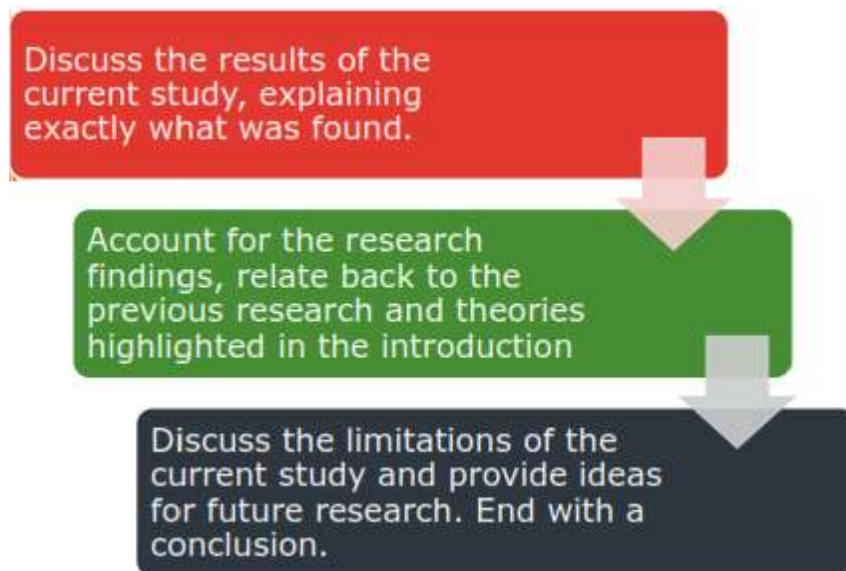 Discuss the results of the
current study, explaining
exactly what was found.
Account for the research
findings, relate back to the
previous research and theories
highlighted in the introduction
Discuss the limitations of the
current study and provide ideas
for future research. End with a
conclusion.